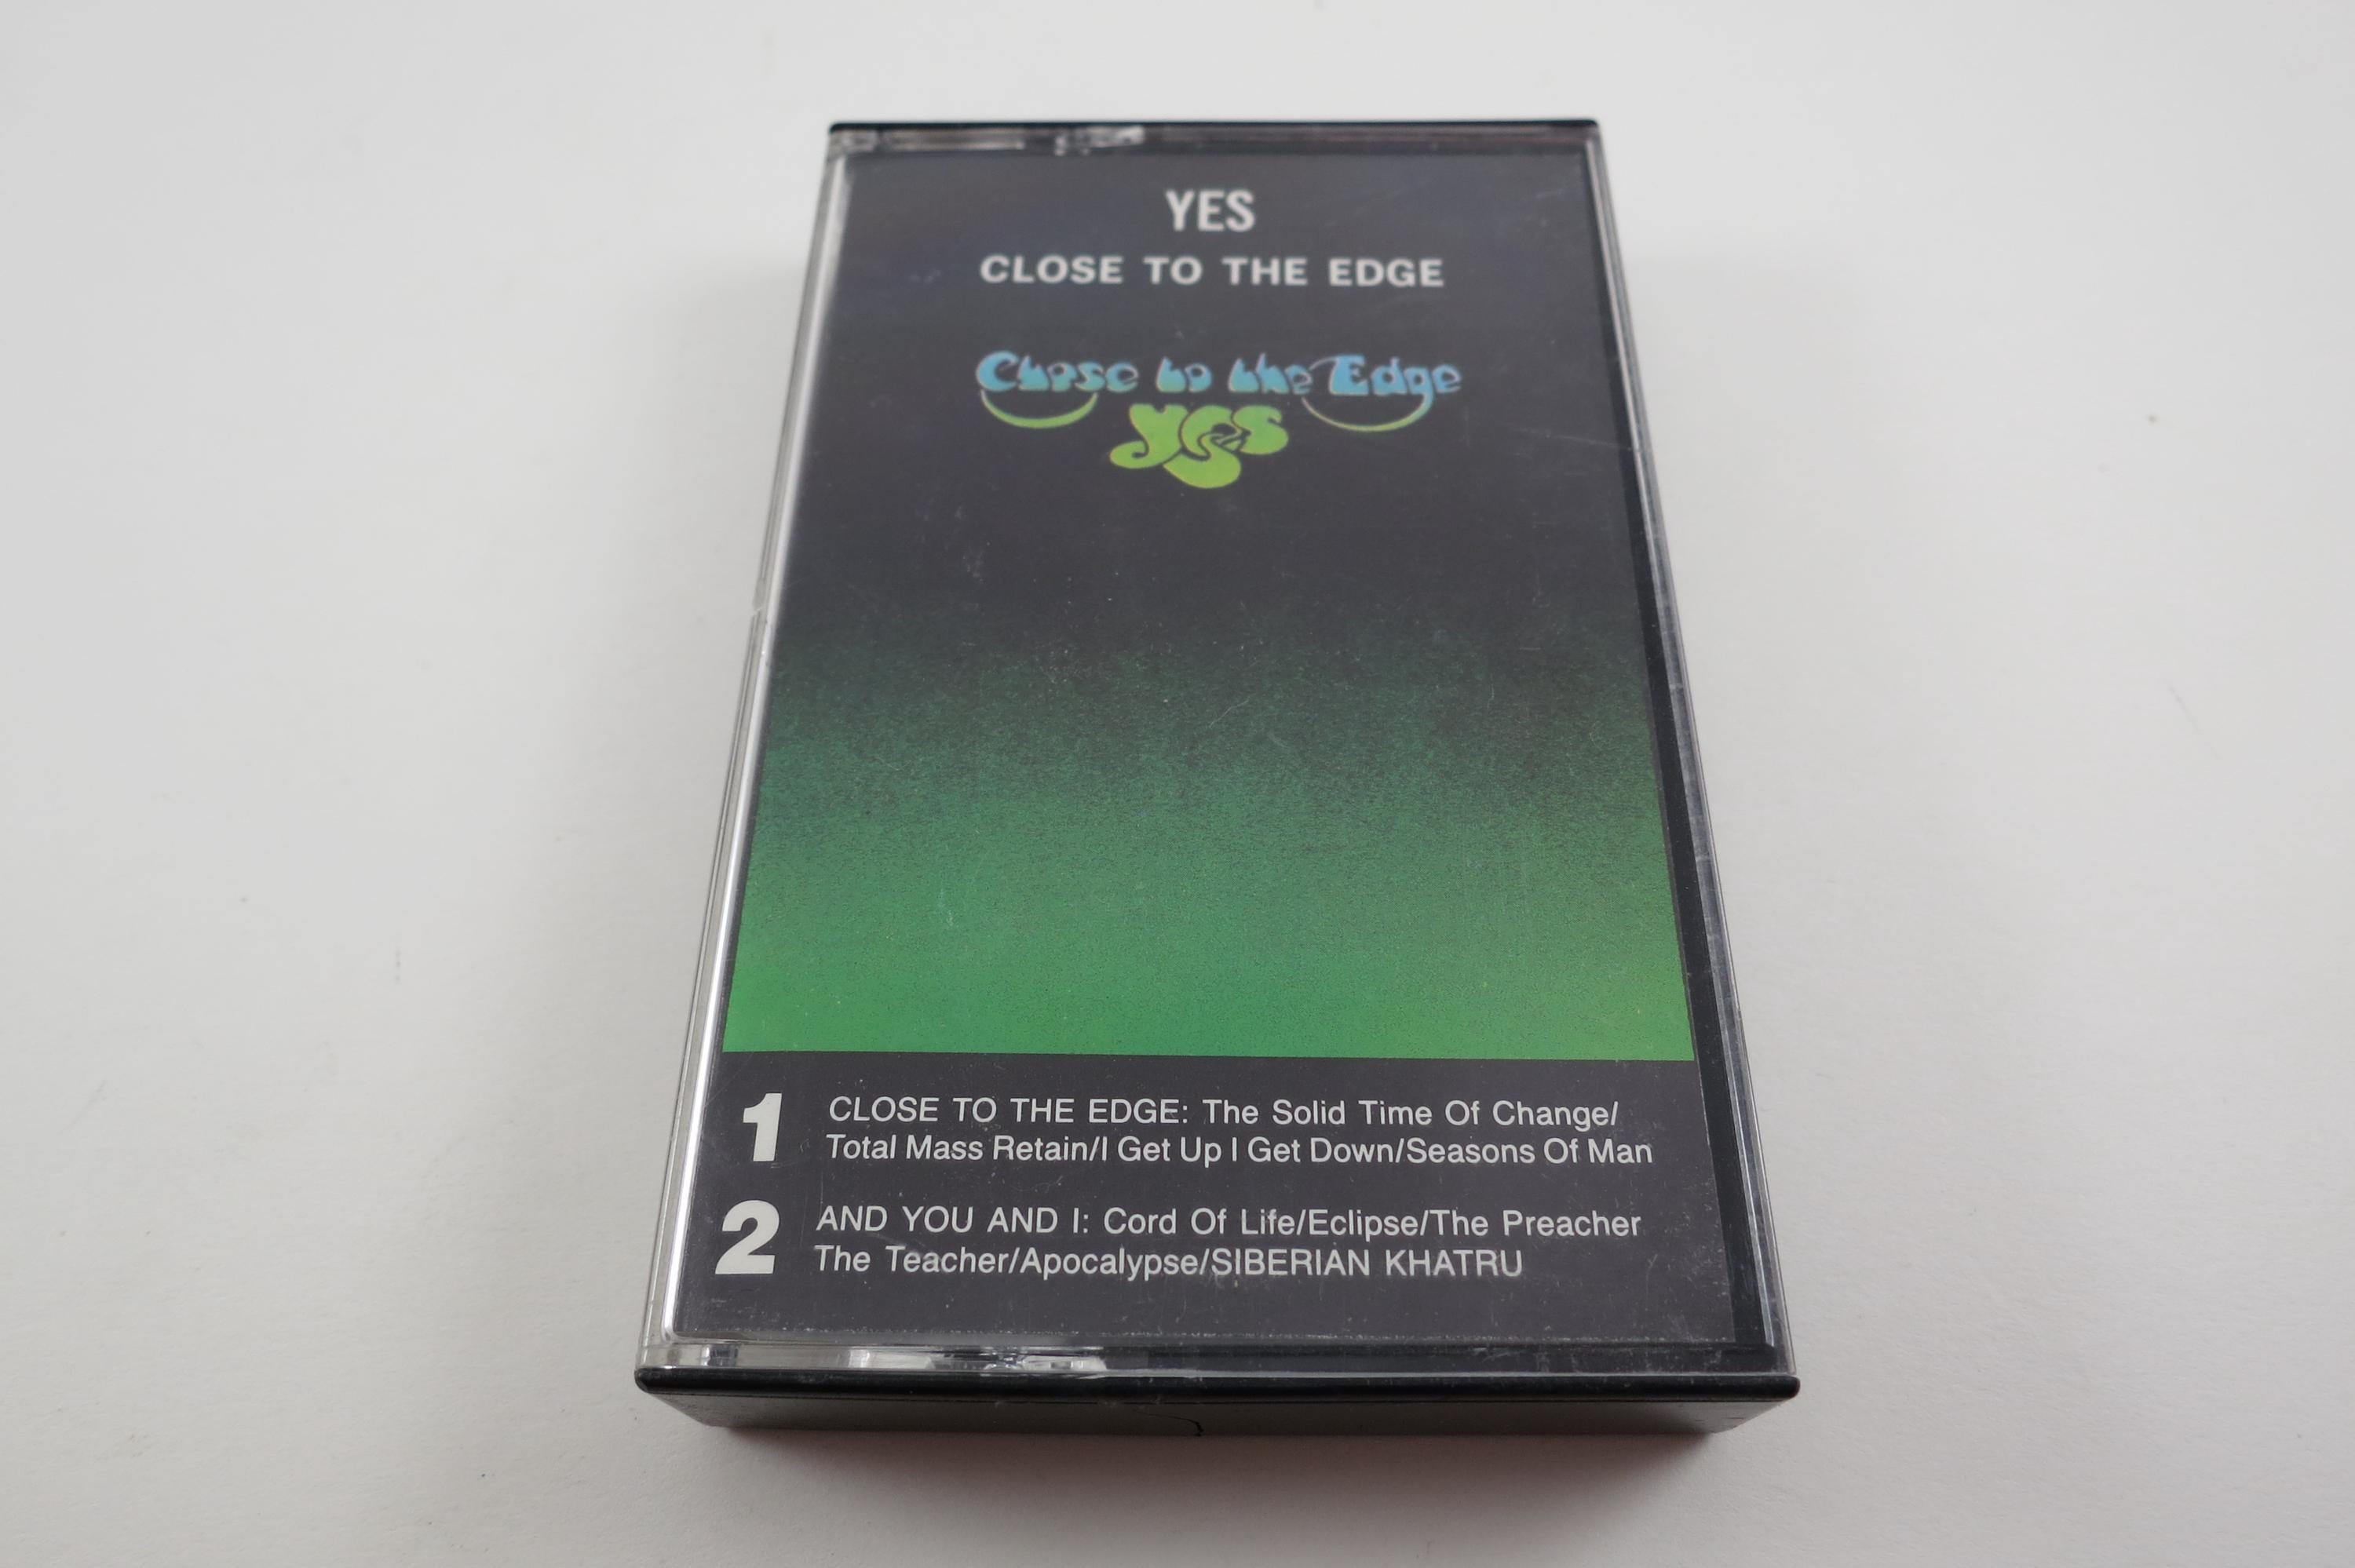 YES
CLOSE TO THE EDGE
Close to the Edge
YES
1 CLOSE TO THE EDGE: The Solid Time Of Change/
Total Mass Retain/I Get Up I Get Down/Seasons Of Man
2 AND YOU AND I: Cord Of Life/Eclipse/The Preacher
The Teacher/Apocalypse/SIBERIAN KHATRU